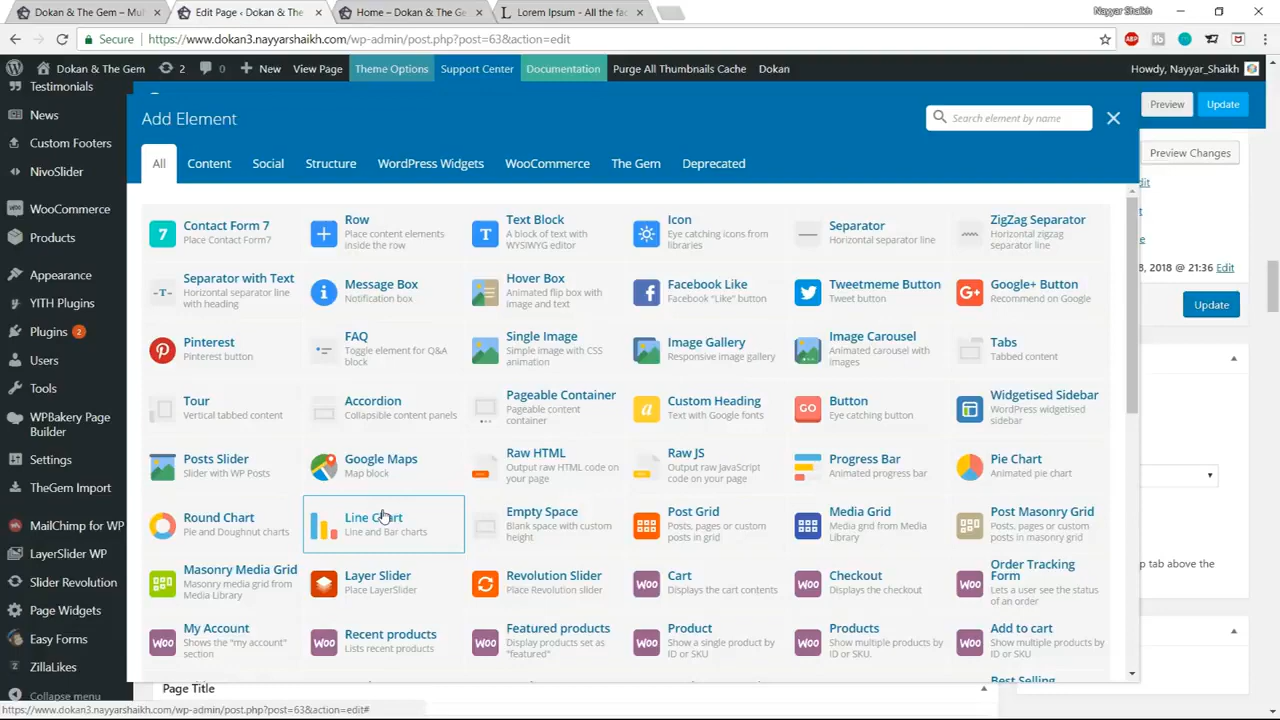 Dokan & The Gem – Mul
Edit Page ‹ Dokan & The
Home – Dokan & The Ge
Lorem Ipsum - All the fac
Nayyar Shaikh
Secure
https://www.dokan3.nayyarshaikh.com/wp-admin/post.php?post=63&action=edit
Dokan & The Gem
2
0
New
View Page
Theme Options
Support Center
Documentation
Purge All Thumbnails Cache
Dokan
Howdy, Nayyar_Shaikh
Testimonials
News
Custom Footers
NivoSlider
WooCommerce
Products
Appearance
YITH Plugins
Plugins 2
Users
Tools
WPBakery Page
Builder
Settings
TheGem Import
MailChimp for WP
LayerSlider WP
Slider Revolution
Page Widgets
Easy Forms
ZillaLikes
Collapse menu
Add Element
Search element by name
All
Content
Social
Structure
WordPress Widgets
WooCommerce
The Gem
Deprecated
Contact Form 7
Place Contact Form7
Row
Place content elements
inside the row
Text Block
A block of text with
WYSIWYG editor
Icon
Eye catching icons from
libraries
Separator
Horizontal separator line
ZigZag Separator
Horizontal zigzag
separator line
Separator with Text
Horizontal separator line
with heading
Message Box
Notification box
Hover Box
Animated flip box with
image and text
Facebook Like
Facebook "Like" button
Tweetmeme Button
Tweet button
Google+ Button
Recommend on Google
Pinterest
Pinterest button
FAQ
Toggle element for Q&A
block
Single Image
Simple image with CSS
animation
Image Gallery
Responsive image gallery
Image Carousel
Animated carousel with
images
Tabs
Tabbed content
Tour
Vertical tabbed content
Accordion
Collapsible content panels
Pageable Container
Pageable content
container
Custom Heading
Text with Google fonts
Button
Eye catching button
Widgetised Sidebar
WordPress widgetised
sidebar
Posts Slider
Slider with WP Posts
Google Maps
Map block
Raw HTML
Output raw HTML code on
your page
Raw JS
Output raw JavaScript
code on your page
Progress Bar
Animated progress bar
Pie Chart
Animated pie chart
Round Chart
Pie and Doughnut charts
Line Chart
Line and Bar charts
Empty Space
Blank space with custom
height
Post Grid
Posts, pages or custom
posts in grid
Media Grid
Media grid from Media
Library
Post Masonry Grid
Posts, pages or custom
posts in masonry grid
Masonry Media Grid
Masonry media grid from
Media Library
Layer Slider
Place LayerSlider
Revolution Slider
Place Revolution slider
Cart
Displays the cart contents
Checkout
Displays the checkout
Order Tracking
Form
Lets a user see the status
of an order
My Account
Shows the "my account"
section
Recent products
Lists recent products
Featured products
Display products set as
"featured"
Product
Show a single product by
ID or SKU
Products
Show multiple products by
ID or SKU.
Add to cart
Show multiple products by
ID or SKU
Best Selling
Preview
Update
Preview Changes
8, 2018 @ 21:36 Edit
Update
p tab above the
Page Title
https://www.dokan3.nayyarshaikh.com/wp-admin/post.php?post=63&action=edit#